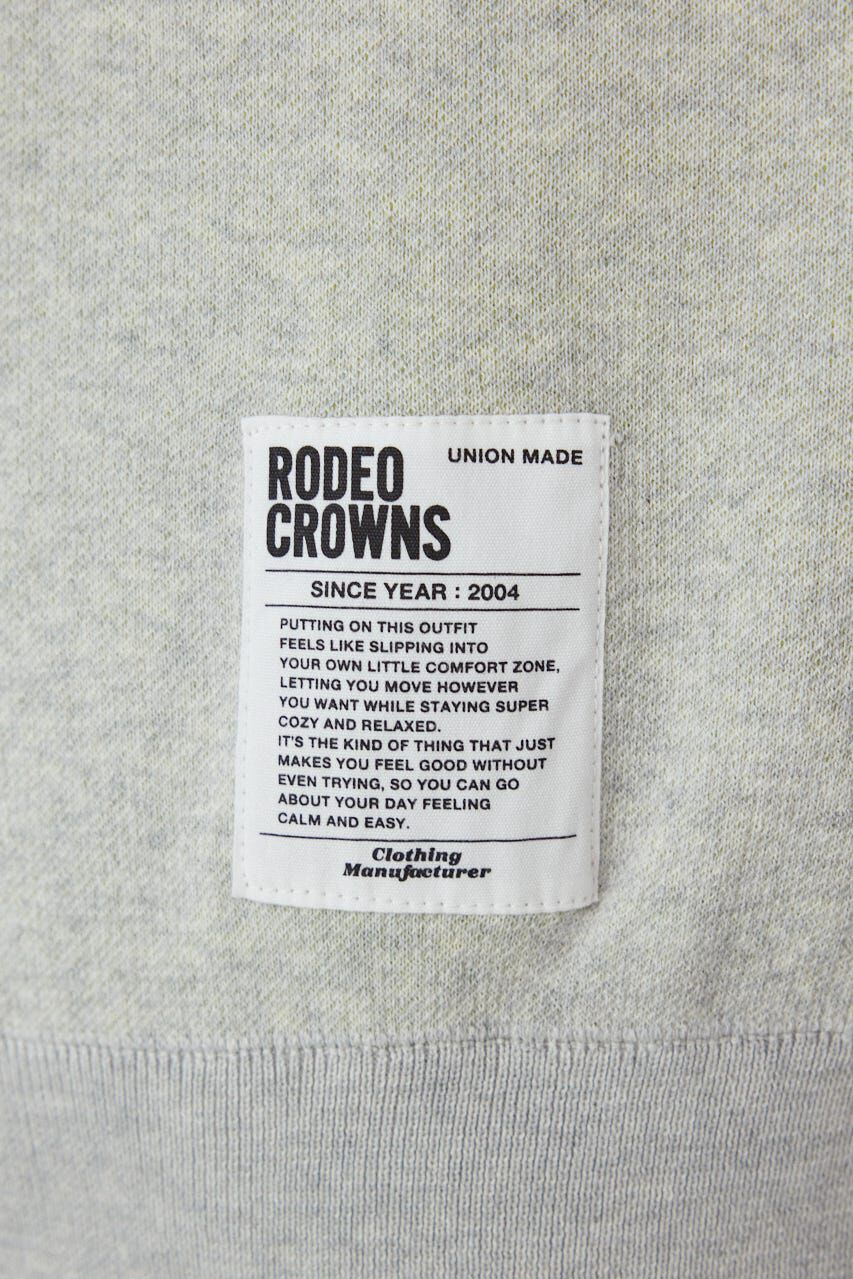 RODEO
CROWNS
UNION MADE
SINCE YEAR : 2004
PUTTING ON THIS OUTFIT
FEELS LIKE SLIPPING INTO
YOUR OWN LITTLE COMFORT ZONE,
LETTING YOU MOVE HOWEVER
YOU WANT WHILE STAYING SUPER
COZY AND RELAXED.
IT'S THE KIND OF THING THAT JUST
MAKES YOU FEEL GOOD WITHOUT
EVEN TRYING, SO YOU CAN GO
ABOUT YOUR DAY FEELING
CALM AND EASY.
Clothing
Manufacturer